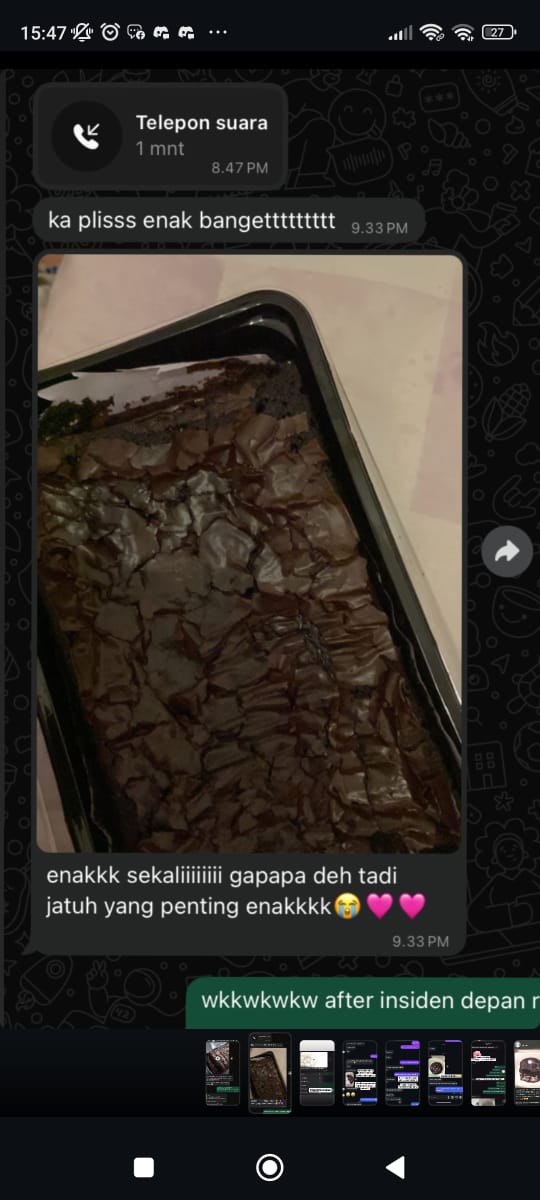 15:47
27
Telepon suara
1 mnt
8.47 PM
ka plisss enak bangettttttttt 9.33 PM
enakkk sekaliiiiiiii gapapa deh tadi
jatuh yang penting enakkkk😭💗💗
9.33 PM
wkkwkwkw after insiden depan r